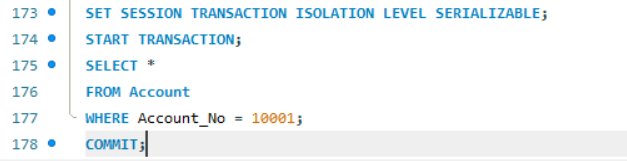 173 SET SESSION TRANSACTION ISOLATION LEVEL SERIALIZABLE;
174 START TRANSACTION;
175 SELECT *
176 FROM Account
177 WHERE Account_No = 10001;
178 COMMIT;